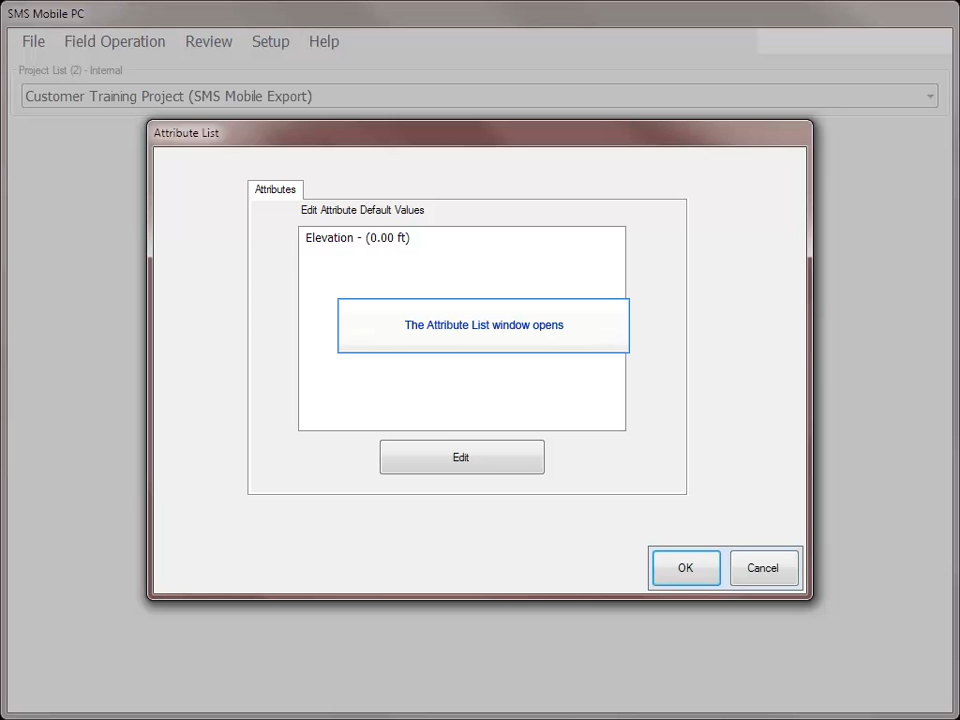 SMS Mobile PC
File Field Operation Review Setup Help
Project List (2) - Internal
Customer Training Project (SMS Mobile Export)
Attribute List
Attributes
Edit Attribute Default Values
Elevation - (0.00 ft)
The Attribute List window opens
Edit
OK Cancel